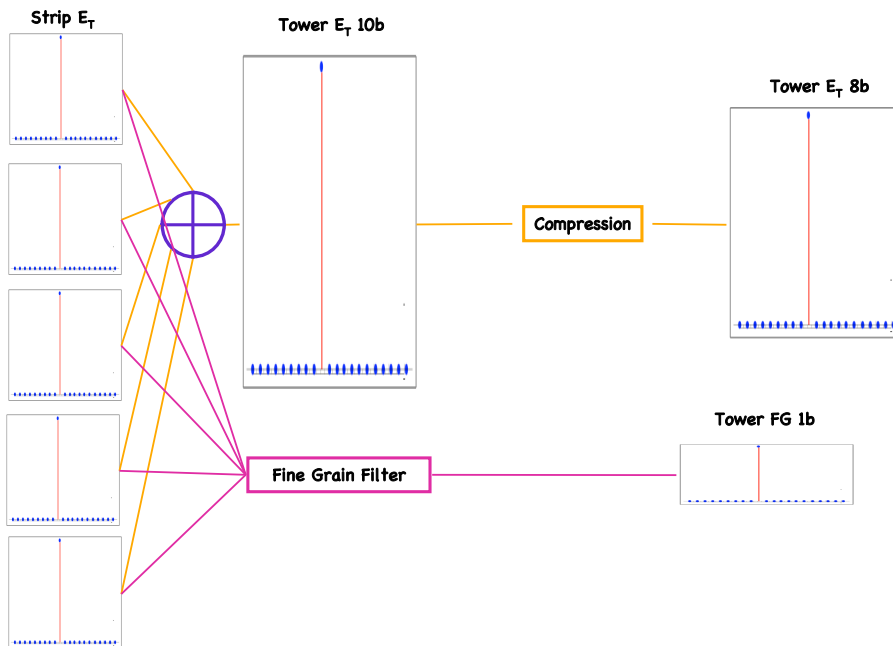 Strip ET
Tower ET 10b
Tower ET 8b
Compression
Tower FG 1b
Fine Grain Filter